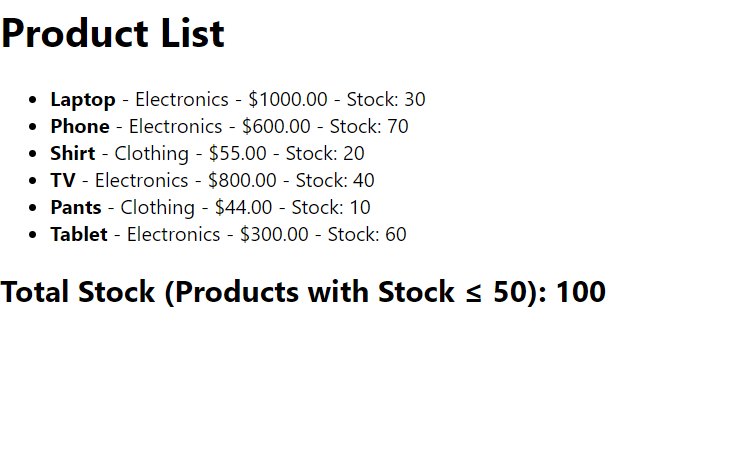 Product List
Laptop - Electronics - $1000.00 - Stock: 30
Phone - Electronics - $600.00 - Stock: 70
Shirt - Clothing - $55.00 - Stock: 20
TV - Electronics - $800.00 - Stock: 40
Pants - Clothing - $44.00 - Stock: 10
Tablet - Electronics - $300.00 - Stock: 60
Total Stock (Products with Stock ≤ 50): 100